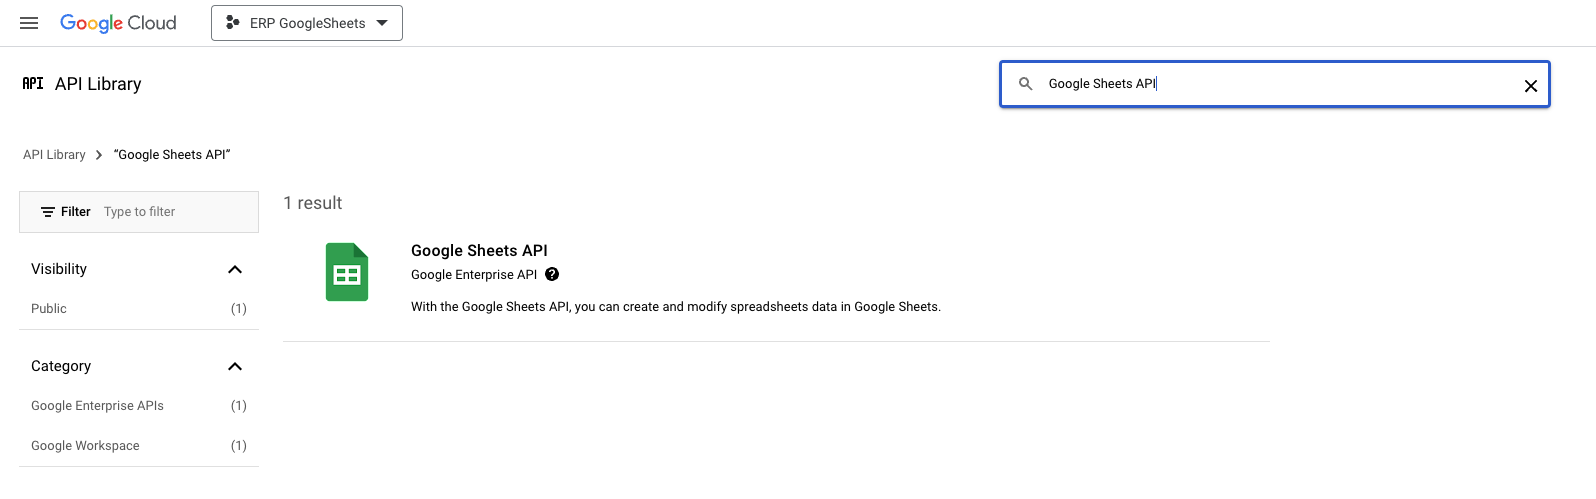 Google Cloud
ERP GoogleSheets
API API Library
Google Sheets API
API Library
“Google Sheets API”
Filter Type to filter
Visibility
Public (1)
Category
Google Enterprise APIs (1)
Google Workspace (1)
1 result
Google Sheets API
Google Enterprise API ?
With the Google Sheets API, you can create and modify spreadsheets data in Google Sheets.